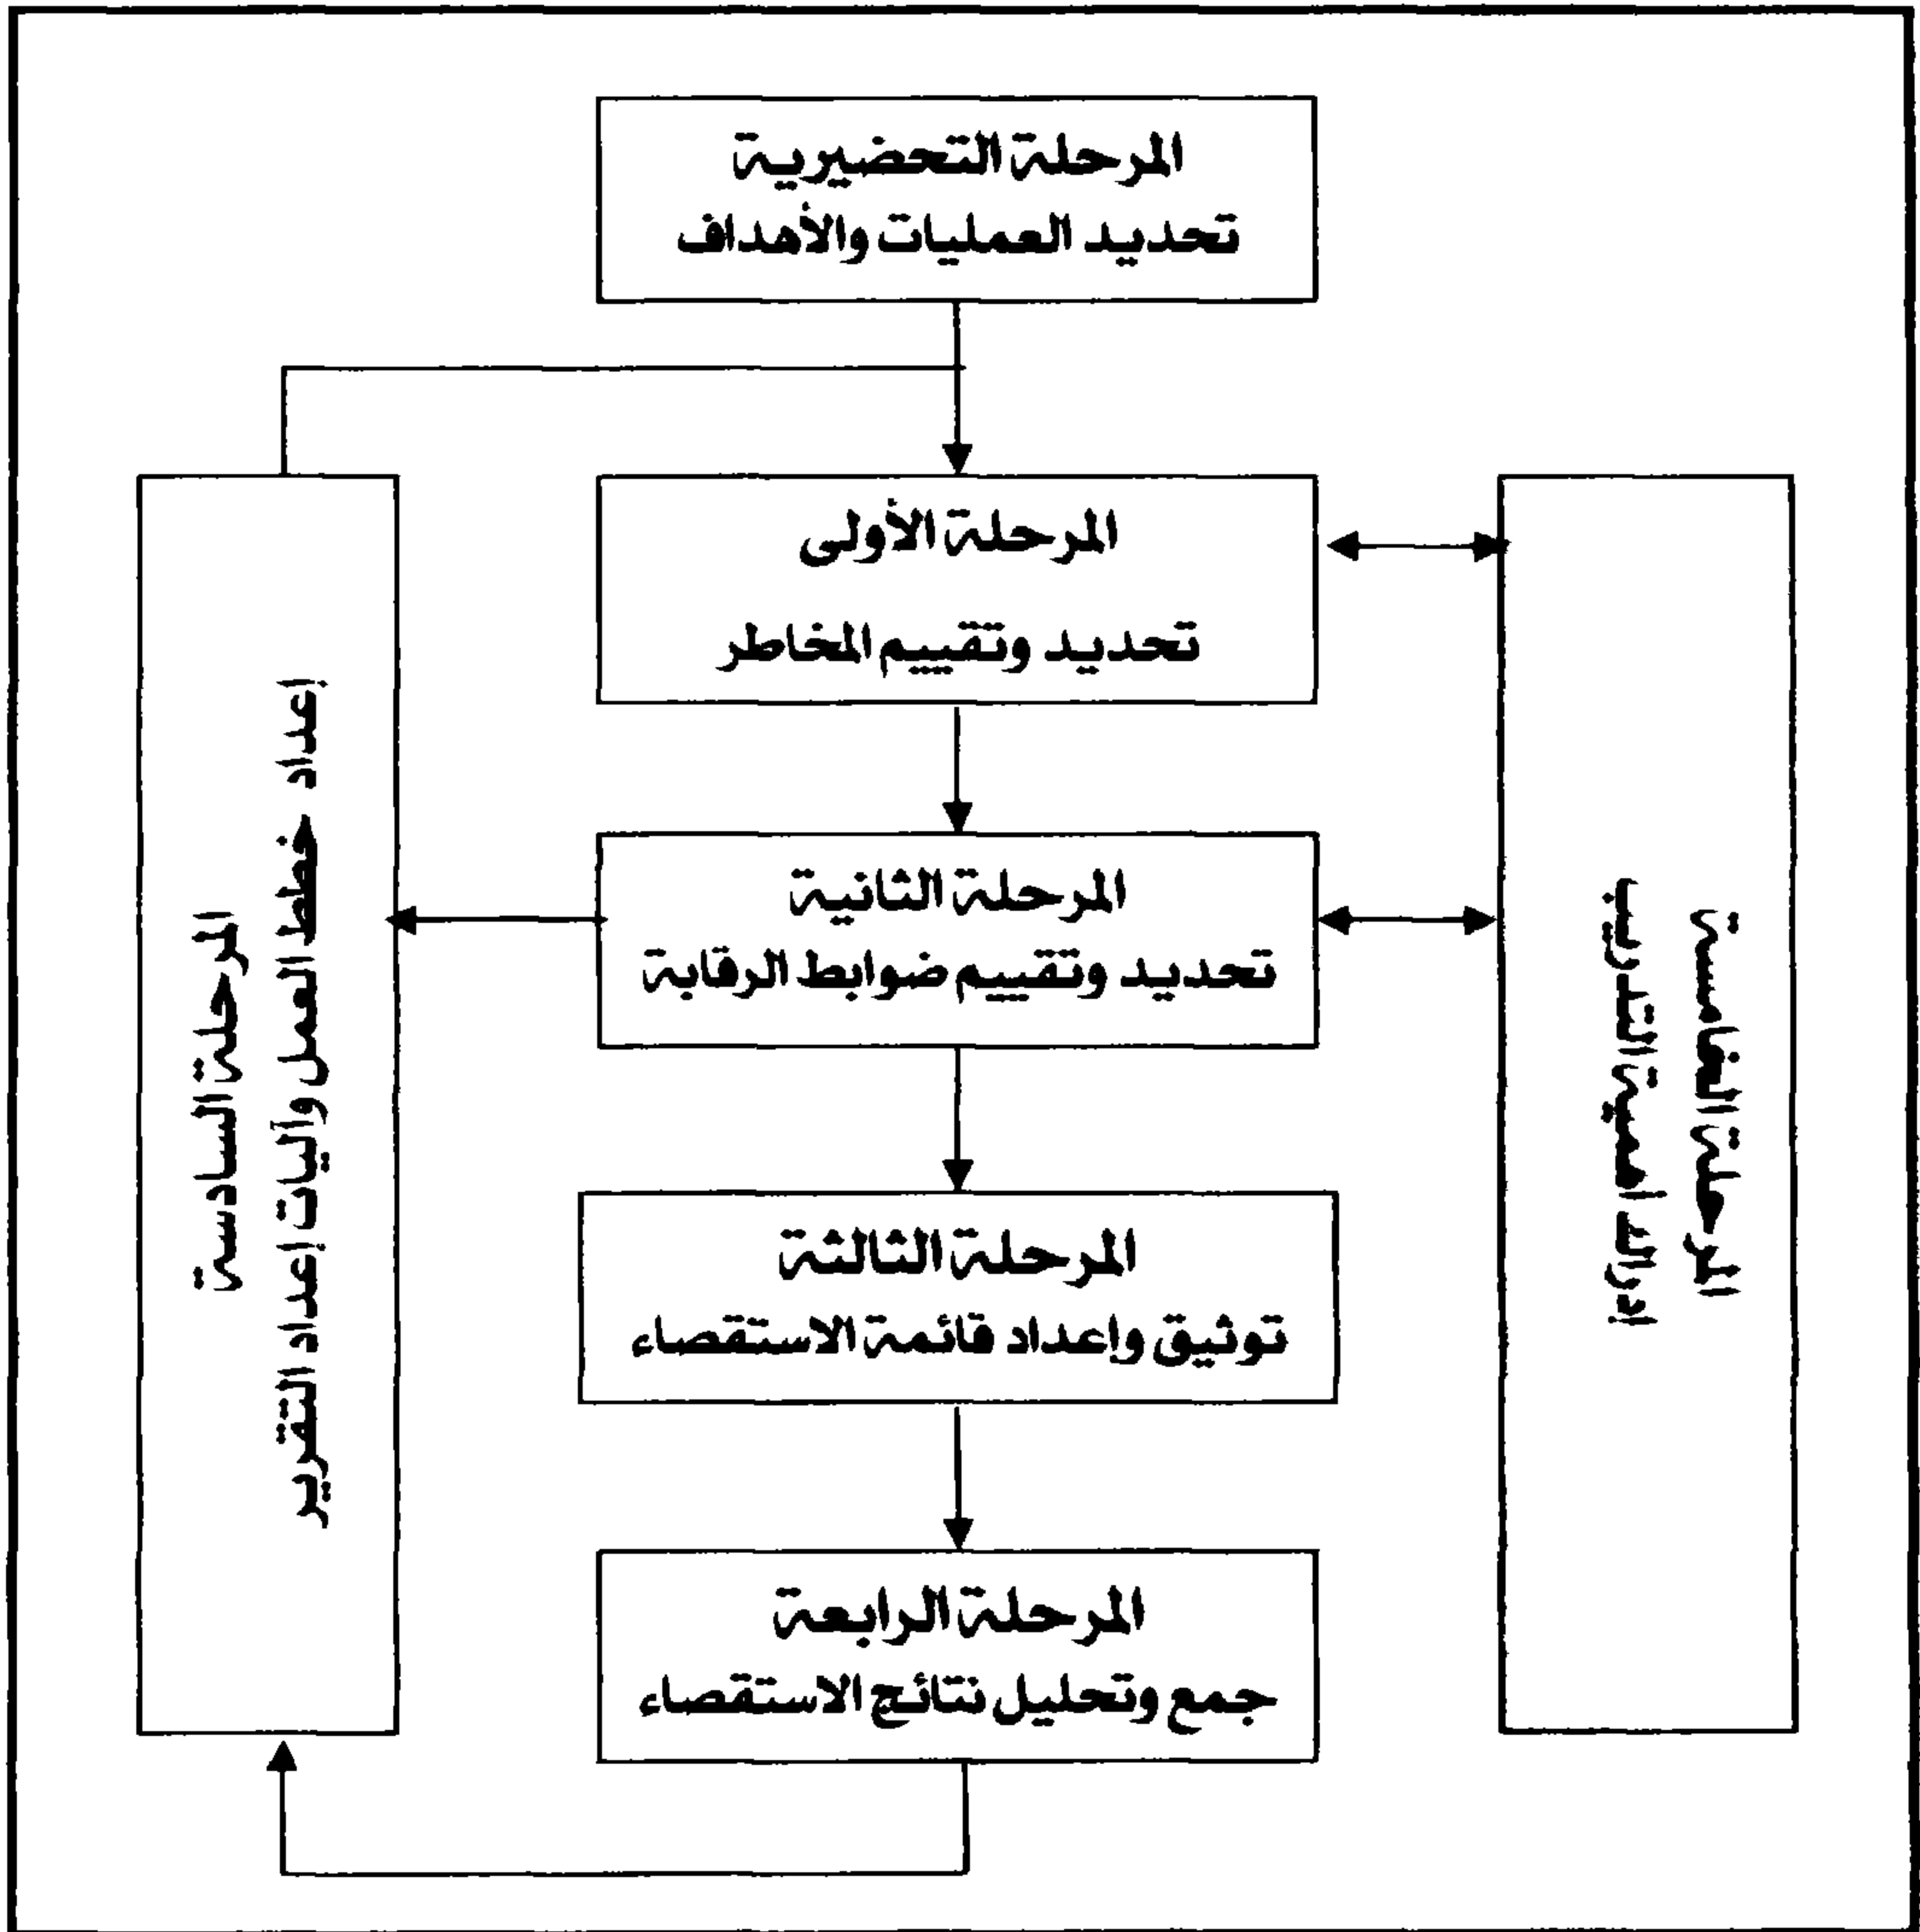 المرحلة التحضيرية
تحديد العمليات والأهداف
المرحلة الأولى
تحديد وتقييم المخاطر
المرحلة الثانية
تحديد وتقييم ضوابط الرقابة
المرحلة الثالثة
توثيق وإعداد قائمة الاستقصاء
المرحلة الرابعة
جمع وتحليل نتائج الاستقصاء
المرحلة الخامسة
المرحلة السادسة
إعداد خطط العمل وآليات إعداد التقرير